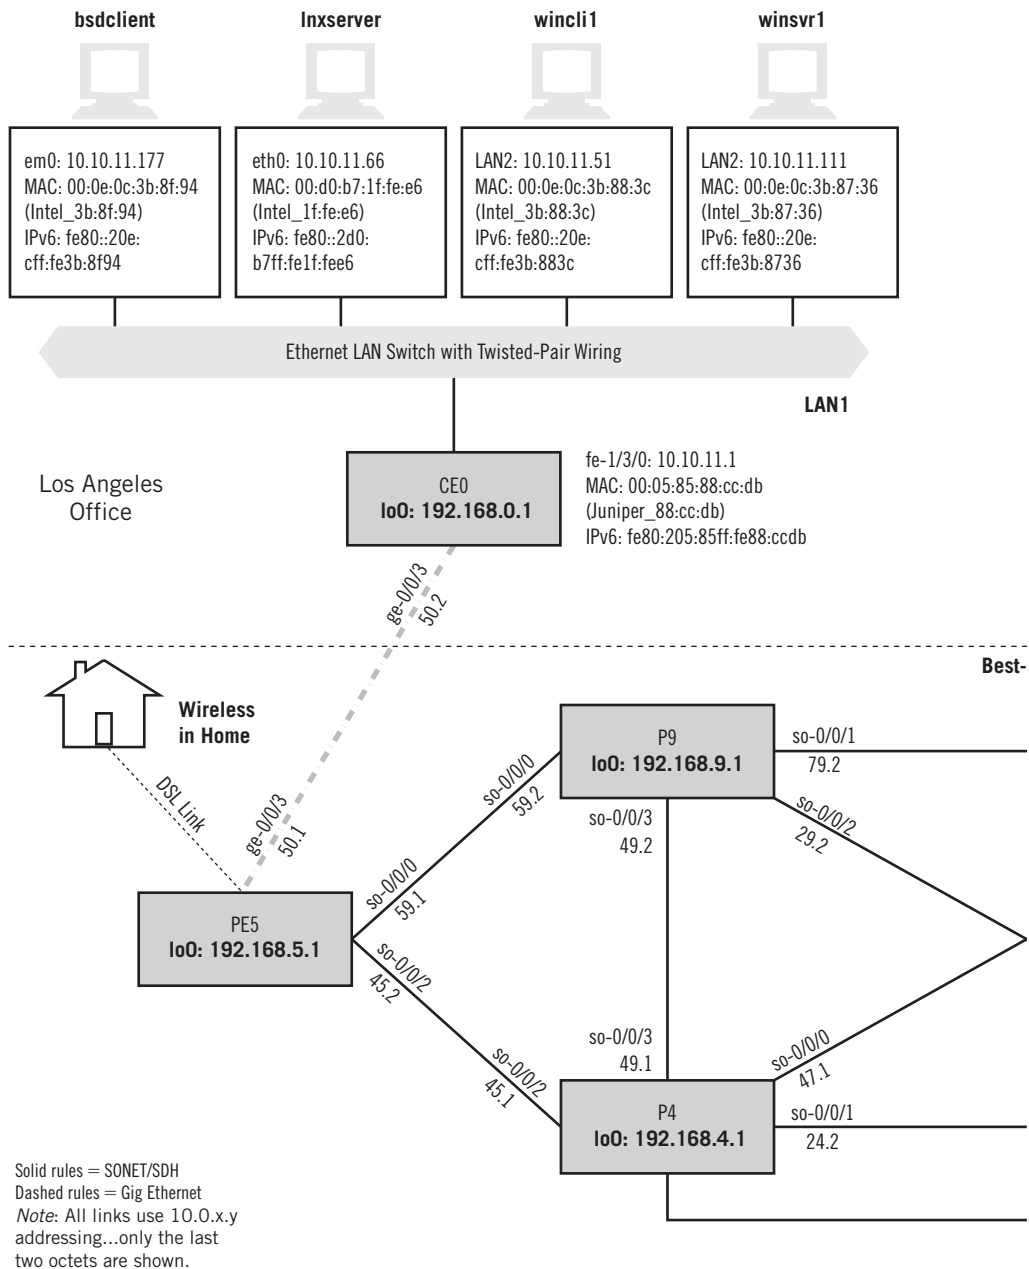 bsdclient
lnxserver
wincli1
winsvr1
em0: 10.10.11.177
MAC: 00:0e:0c:3b:8f:94
(Intel_3b:8f:94)
IPv6: fe80::20e:
cff:fe3b:8f94
eth0: 10.10.11.66
MAC: 00:d0:b7:1f:fe:e6
(Intel_1f:fe:e6)
IPv6: fe80::2d0:
b7ff:fe1f:fee6
LAN2: 10.10.11.51
MAC: 00:0e:0c:3b:88:3c
(Intel_3b:88:3c)
IPv6: fe80::20e:
cff:fe3b:883c
LAN2: 10.10.11.111
MAC: 00:0e:0c:3b:87:36
(Intel_3b:87:36)
IPv6: fe80::20e:
cff:fe3b:8736
Ethernet LAN Switch with Twisted-Pair Wiring
LAN1
Los Angeles
Office
CE0
lo0: 192.168.0.1
fe-1/3/0: 10.10.11.1
MAC: 00:05:85:88:cc:db
(Juniper_88:cc:db)
IPv6: fe80:205:85ff:fe88:ccdb
ge-0/0/3
50.2
Best-
Wireless
in Home
DSL Link
ge-0/0/3
50.1
P9
lo0: 192.168.9.1
so-0/0/1
79.2
so-0/0/0
59.2
so-0/0/3
49.2
so-0/0/2
29.2
so-0/0/0
59.1
PE5
lo0: 192.168.5.1
so-0/0/2
45.2
so-0/0/2
45.1
so-0/0/3
49.1
so-0/0/0
47.1
P4
lo0: 192.168.4.1
so-0/0/1
24.2
Solid rules = SONET/SDH
Dashed rules = Gig Ethernet
Note: All links use 10.0.x.y
addressing...only the last
two octets are shown.